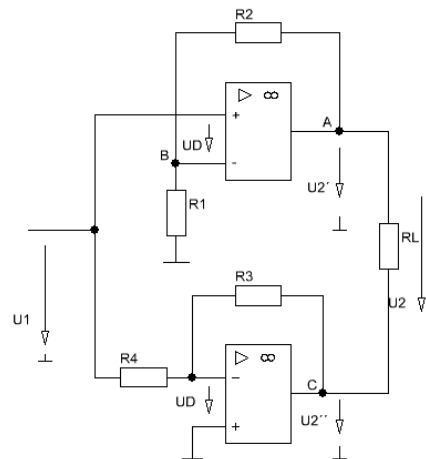 R2
▷ ∞
A
+
UD
B
-
U2´
R1
RL
R3
U2
U1
▷ ∞
R4
-
C
UD
+
U2´´